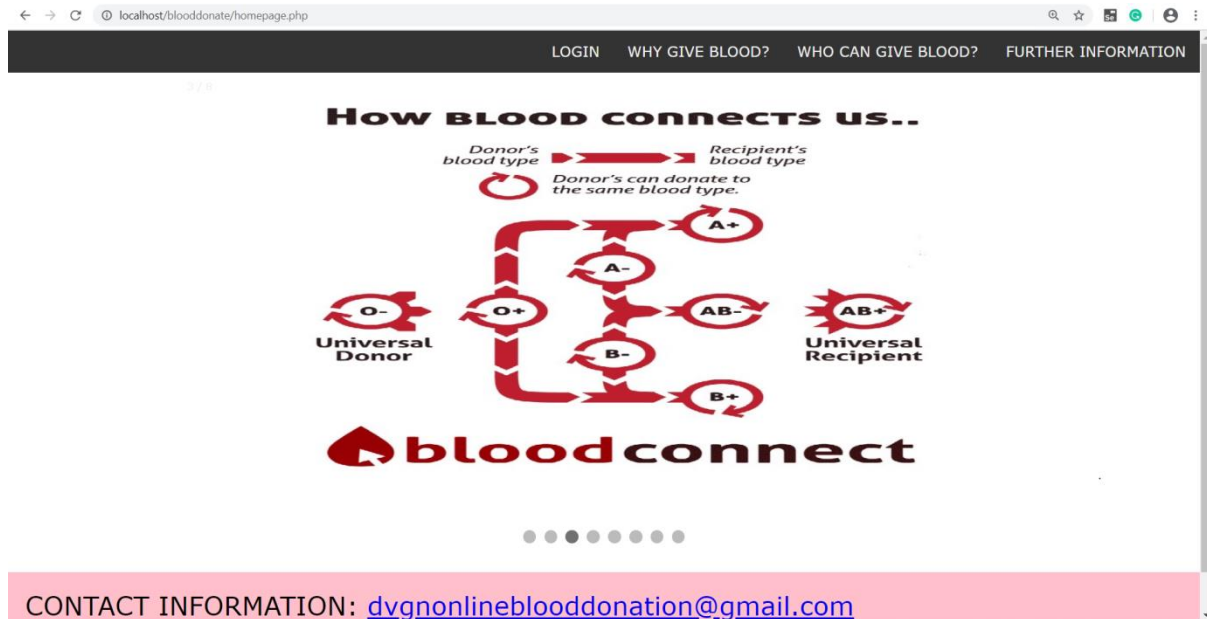 localhost/blooddonate/homepage.php
LOGIN WHY GIVE BLOOD? WHO CAN GIVE BLOOD? FURTHER INFORMATION
HOW BLOOD CONNECTS US..
Donor's blood type
Recipient's blood type
Donor's can donate to
the same blood type.
A+
A-
O- O+ AB- AB+
Universal Donor
Universal Recipient
B-
B+
bloodconnect
CONTACT INFORMATION: dvgnonlineblooddonation@gmail.com